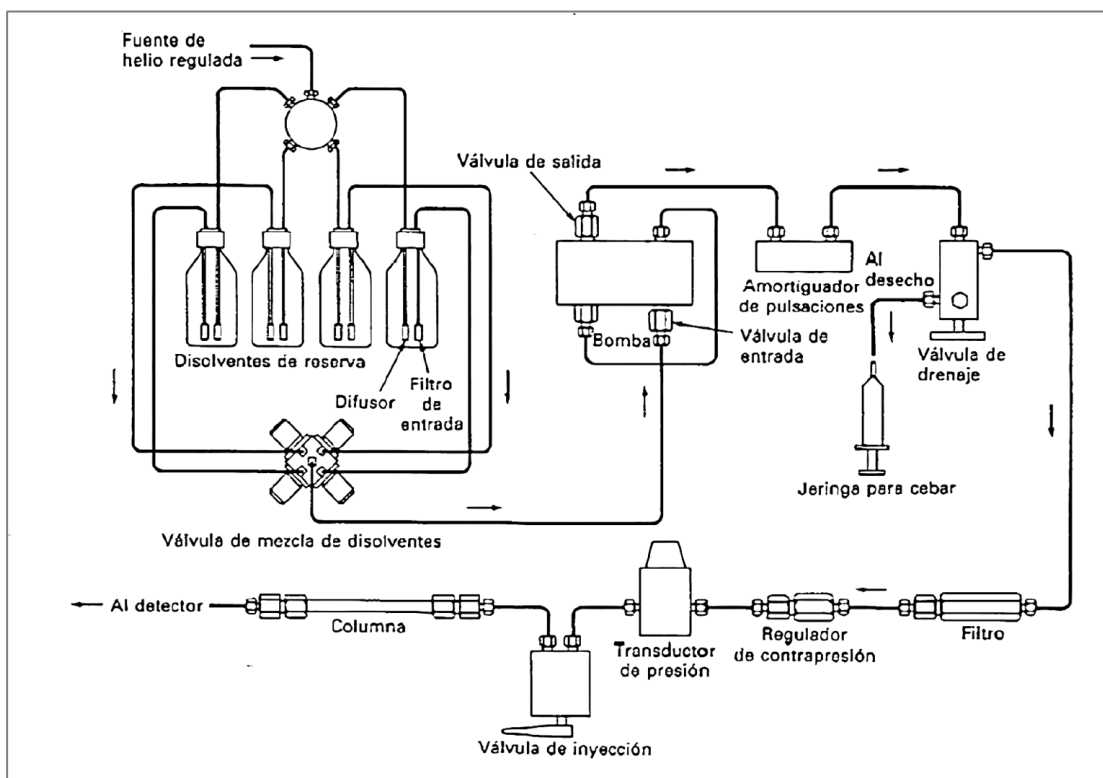 Fuente de
helio regulada
Válvula de salida
Al
desecho
Amortiguador
de pulsaciones
Válvula de
entrada
Bomba
Válvula de
drenaje
Disolventes de reserva
Difusor
Filtro
de
entrada
Jeringa para cebar
Válvula de mezcla de disolventes
Al detector
Columna
Transductor
de presión
Regulador
de contrapresión
Filtro
Válvula de inyección